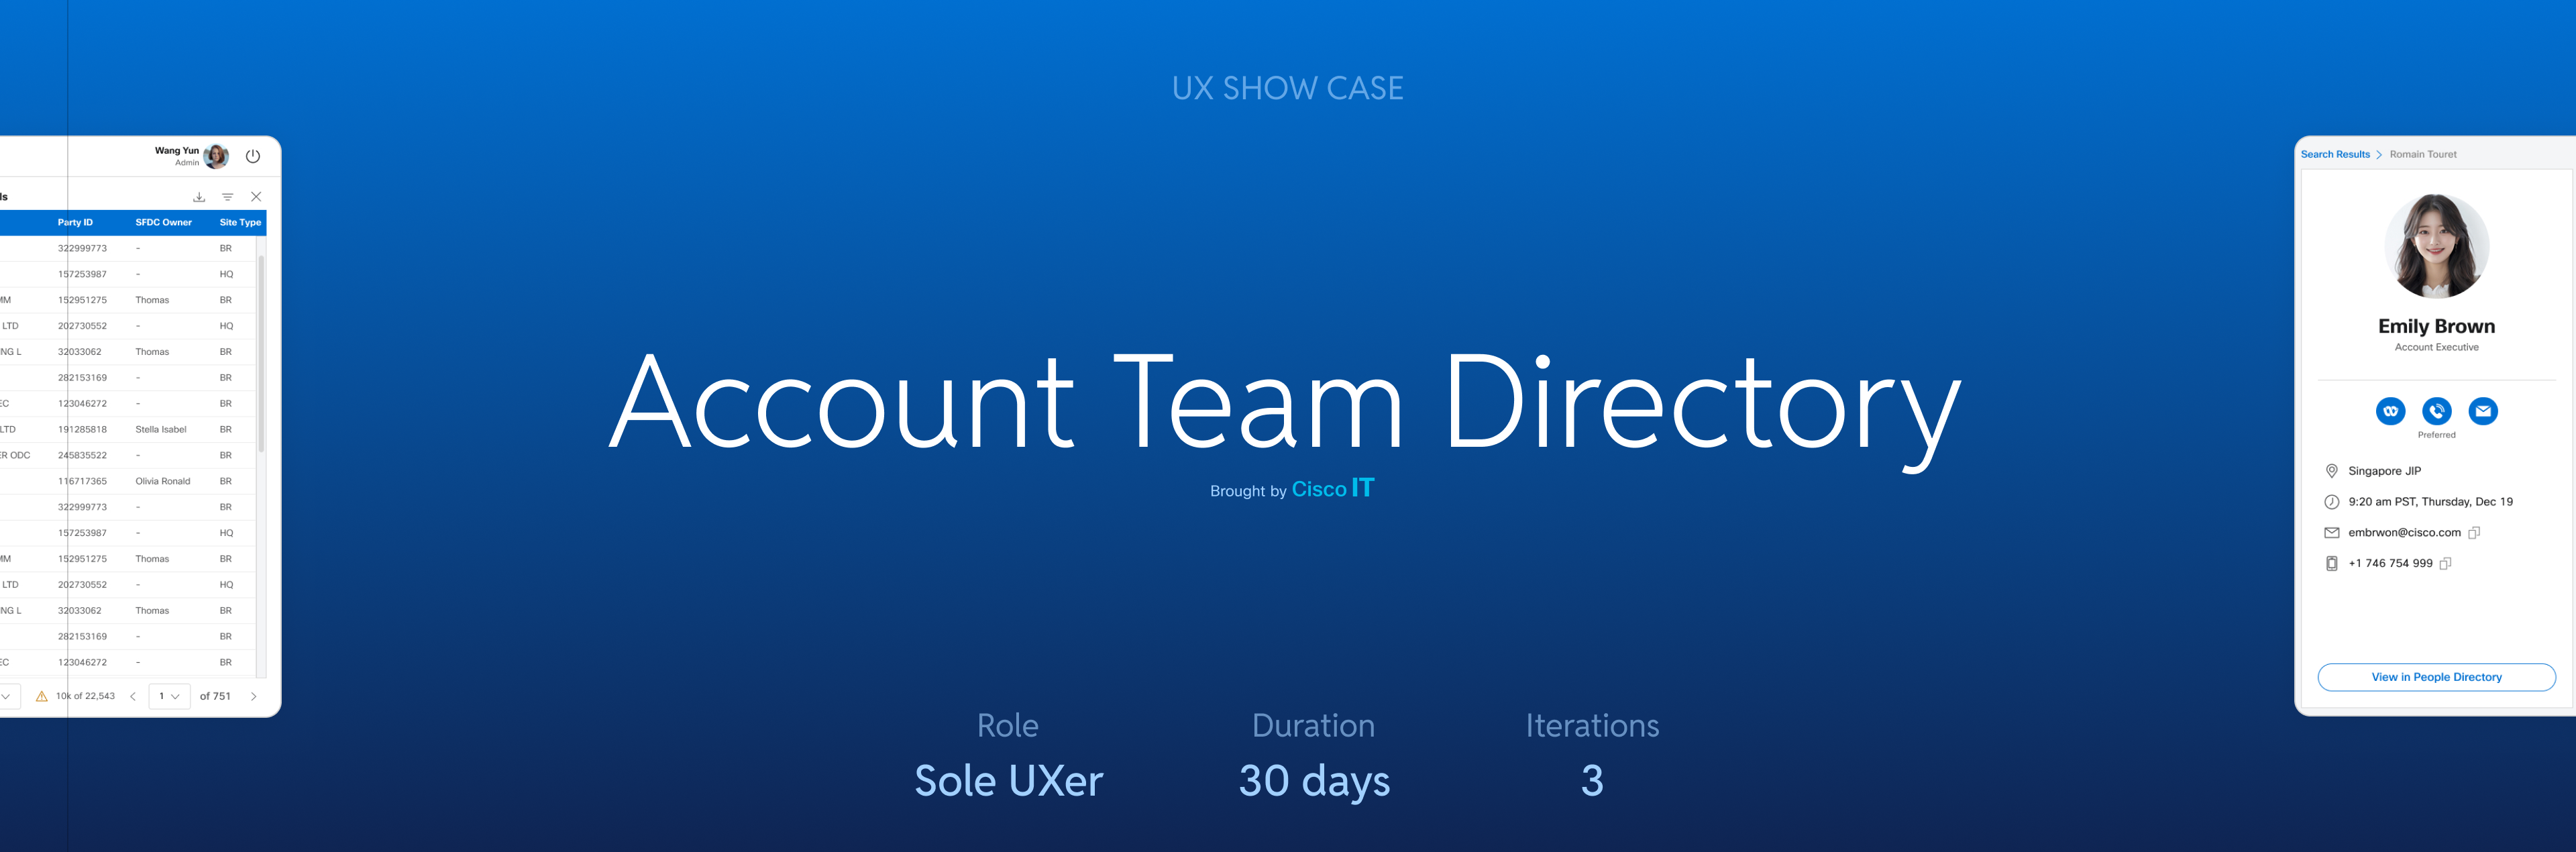 UX SHOW CASE
Wang Yun
Admin
ls
Party ID SFDC Owner Site Type
322999773 - BR
157253987 - HQ
MM 152951275 Thomas BR
LTD 202730552 - HQ
NG L 32033062 Thomas BR
282153169 - BR
EC 123046272 - BR
LTD 191285818 Stella Isabel BR
ER ODC 245835522 - BR
116717365 Olivia Ronald BR
322999773 - BR
157253987 - HQ
MM 152951275 Thomas BR
LTD 202730552 - HQ
NG L 32033062 Thomas BR
282153169 - BR
EC 123046272 - BR
10k of 22,543 < 1 of 751 >
Account Team Directory
Brought by Cisco IT
Role
Sole UXer
Duration
30 days
Iterations
3
Search Results > Romain Touret
Emily Brown
Account Executive
Preferred
Singapore JIP
9:20 am PST, Thursday, Dec 19
embrwon@cisco.com
+1 746 754 999
View in People Directory